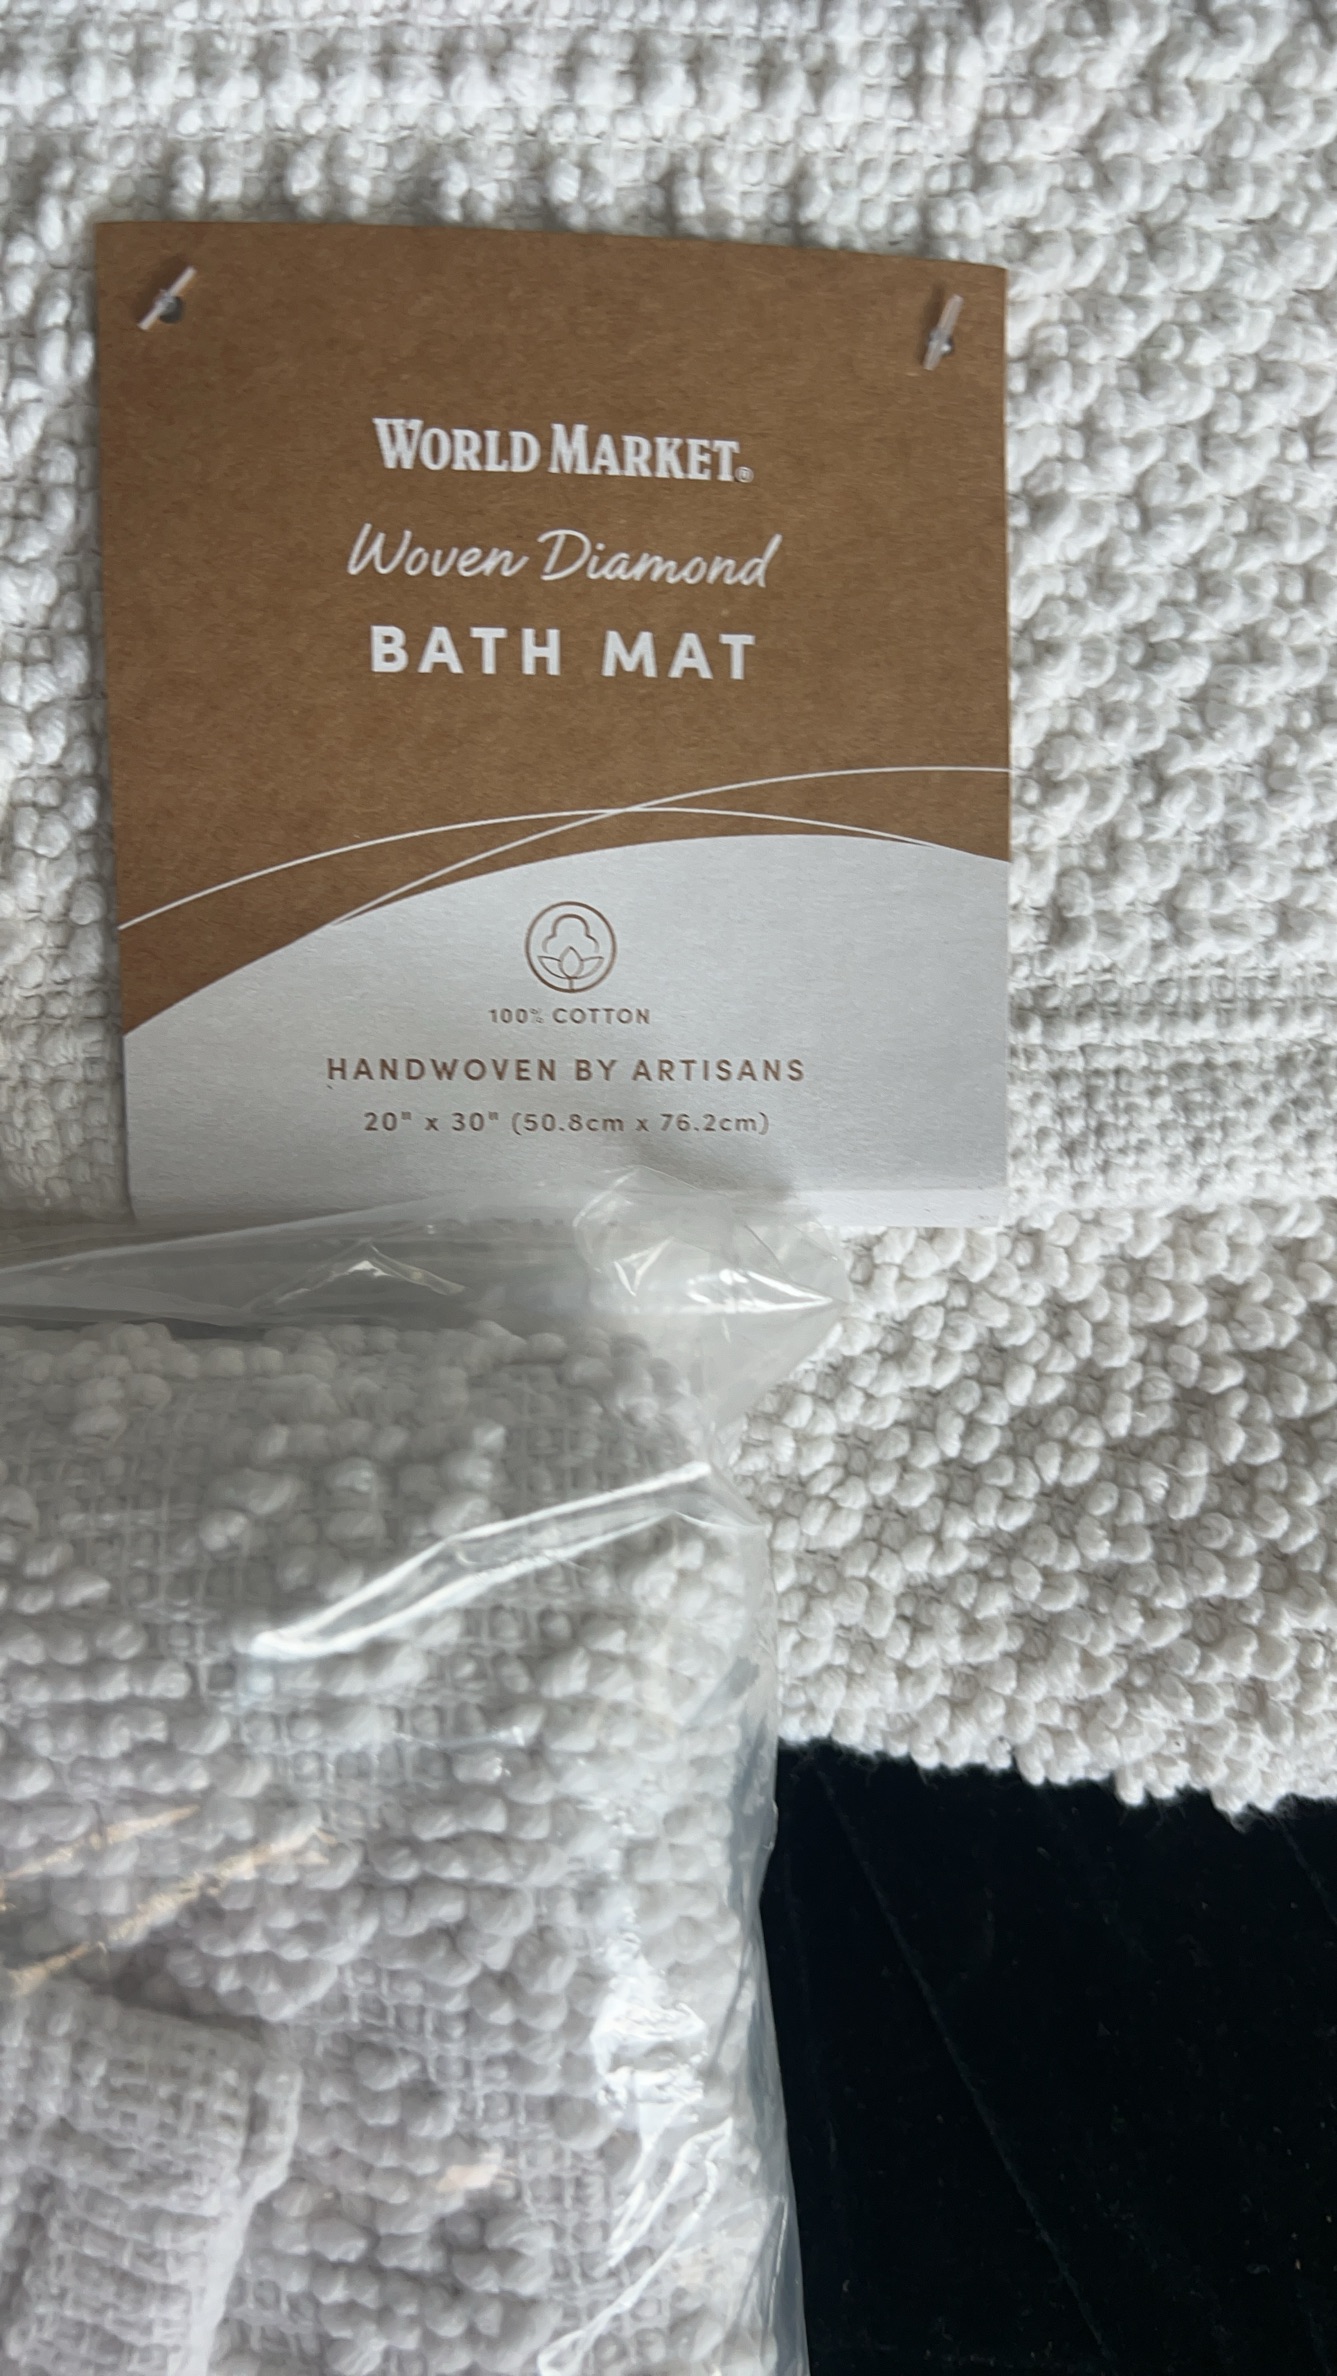 WORLD MARKET®
Woven Diamond
BATH MAT
100% COTTON
HANDWOVEN BY ARTISANS
20" x 30" (50.8cm x 76.2cm)